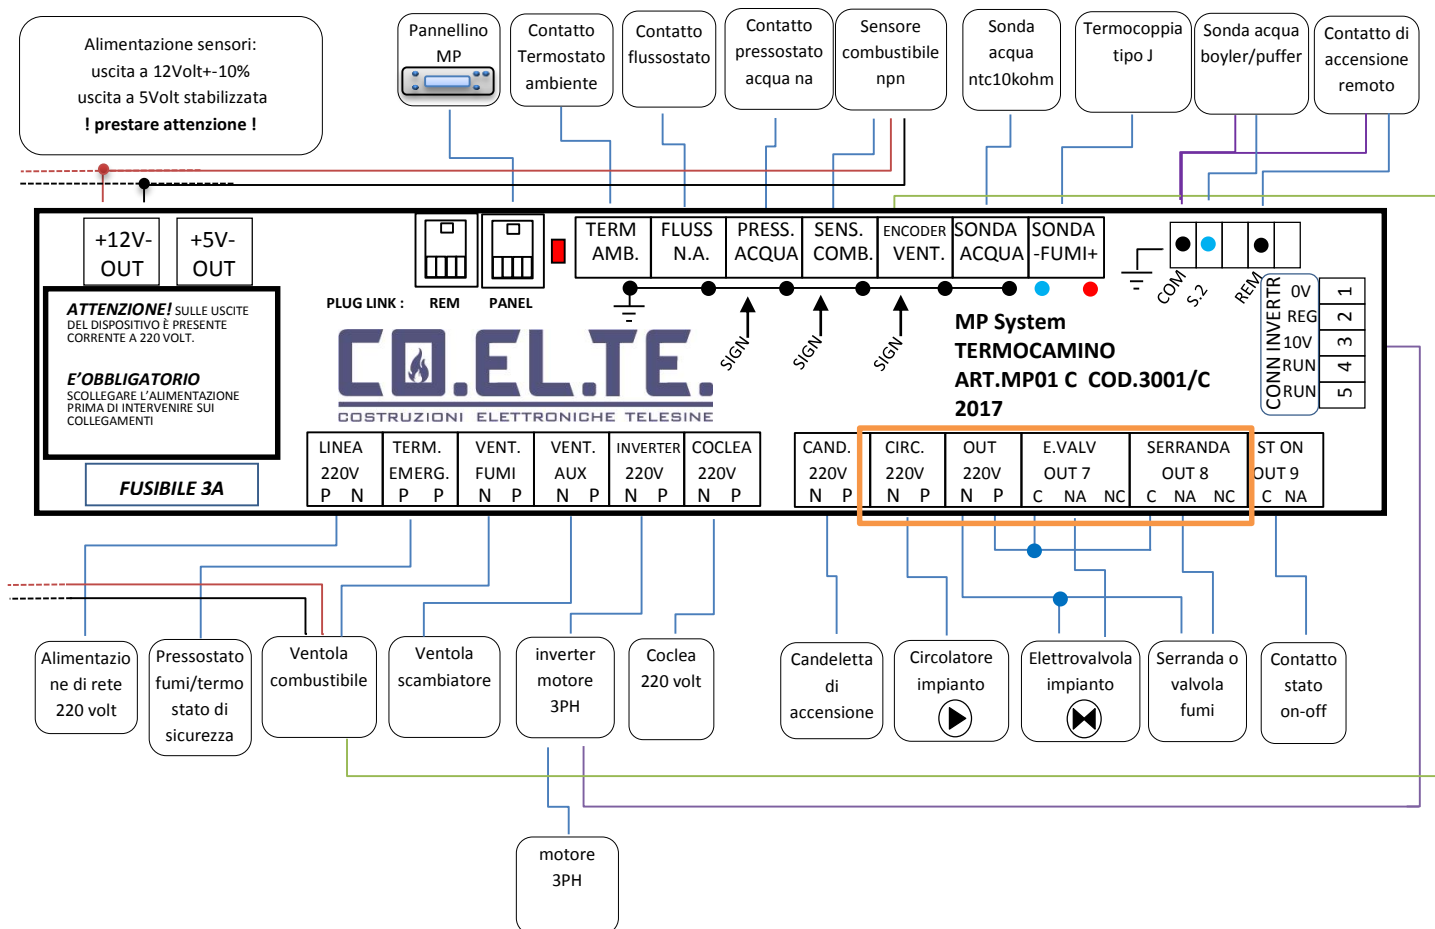 Alimentazione sensori:
uscita a 12Volt+-10%
uscita a 5Volt stabilizzata
! prestare attenzione !
Pannellino
MP
Contatto
Termostato
ambiente
Contatto
flussostato
Contatto
pressostato
acqua na
Sensore
combustibile
npn
Sonda
acqua
ntc10kohm
Termocoppia
tipo J
Sonda acqua
boyler/puffer
Contatto di
accensione
remoto
+12V-
OUT
+5V-
OUT
PLUG LINK :
REM
PANEL
TERM
AMB.
FLUSS
N.A.
PRESS.
ACQUA
SENS.
COMB.
ENCODER
VENT.
SONDA
ACQUA
SONDA
-FUMI+
SIGN
SIGN
SIGN
COM
S.2
REM
CONN INVERTR
0V 1
REG 2
10V 3
RUN 4
RUN 5
ATTENZIONE! SULLE USCITE
DEL DISPOSITIVO È PRESENTE
CORRENTE A 220 VOLT.
E'OBBLIGATORIO
SCOLLEGARE L'ALIMENTAZIONE
PRIMA DI INTERVENIRE SUI
COLLEGAMENTI
FUSIBILE 3A
CO.EL.TE.
COSTRUZIONI ELETTRONICHE TELESINE
MP System
TERMOCAMINO
ART.MP01 C COD.3001/C
2017
LINEA
220V
P N
TERM.
EMERG.
P P
VENT.
FUMI
N P
VENT.
AUX
N P
INVERTER
220V
N P
COCLEA
220V
N P
CAND.
220V
N P
CIRC.
220V
N P
OUT
220V
N P
E.VALV
OUT 7
C NA NC
SERRANDA
OUT 8
C NA NC
ST ON
OUT 9
C NA
Alimentazio
ne di rete
220 volt
Pressostato
fumi/termo
stato di
sicurezza
Ventola
combustibile
Ventola
scambiatore
inverter
motore
3PH
Coclea
220 volt
Candeletta
di
accensione
Circolatore
impianto
Elettrovalvola
impianto
Serranda o
valvola
fumi
Contatto
stato
on-off
motore
3PH